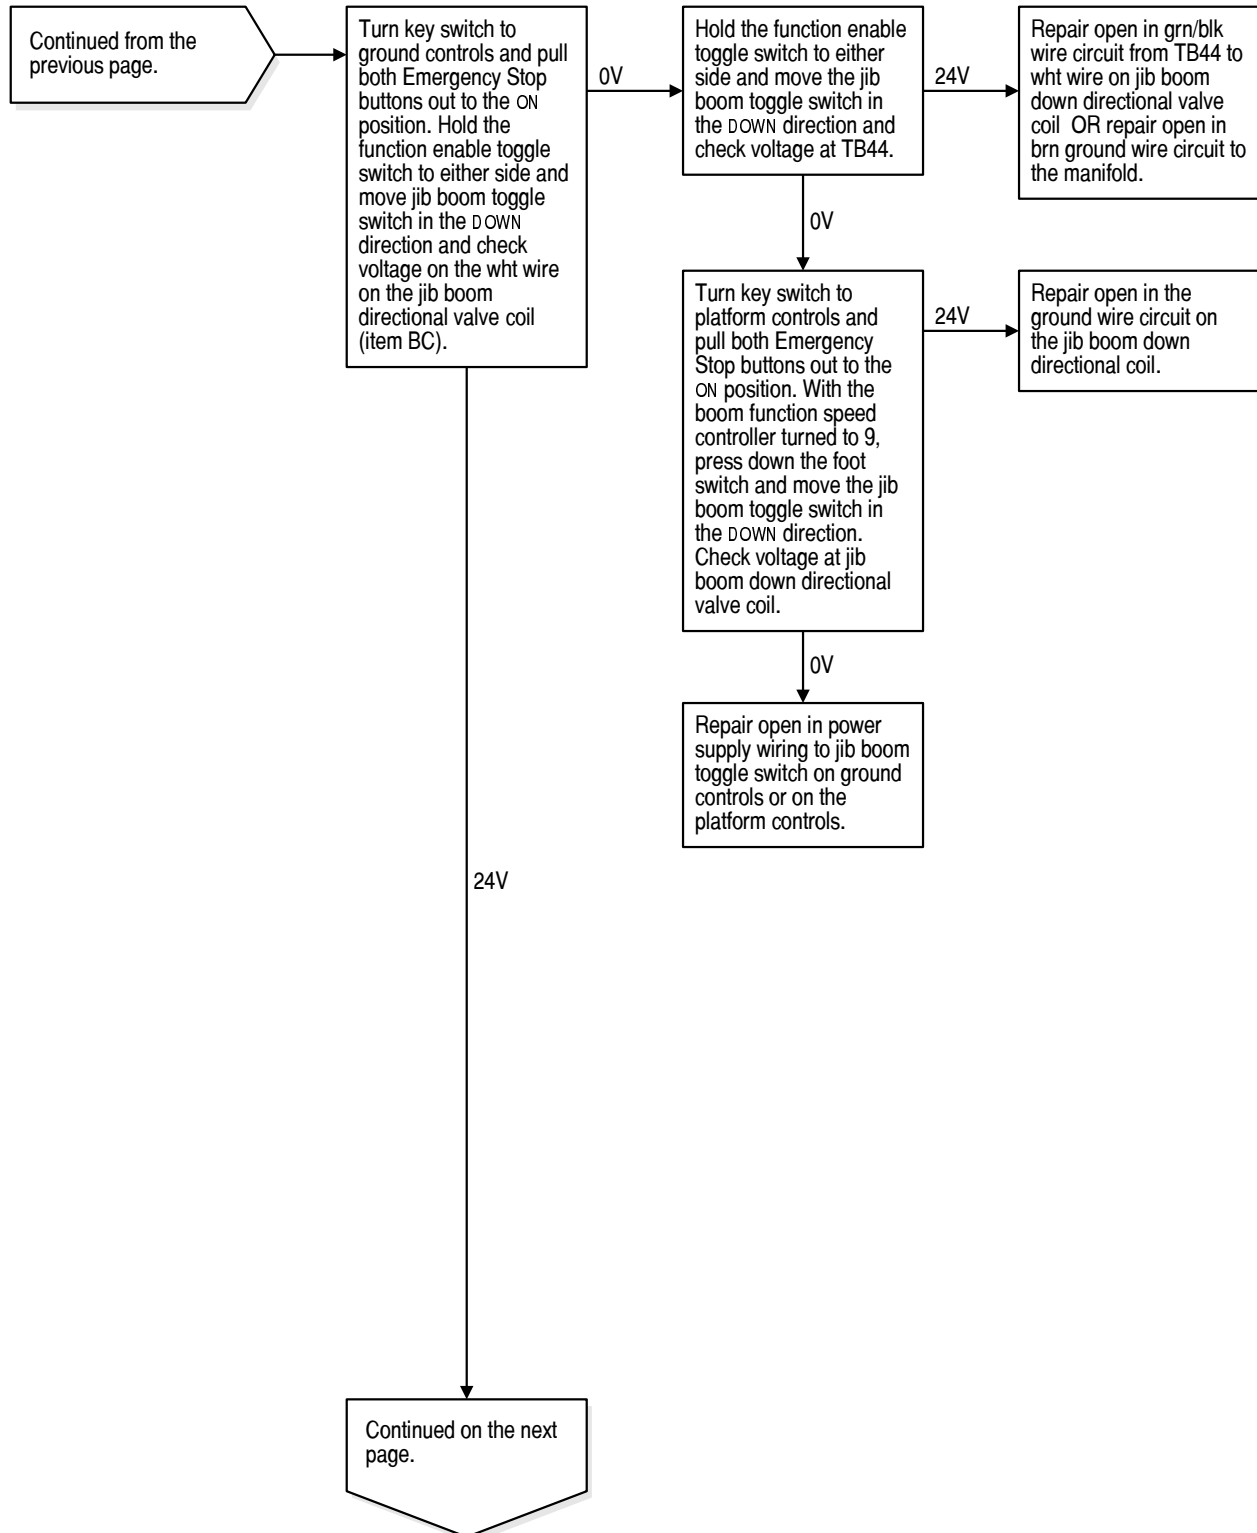 Continued from the
previous page.
Turn key switch to
ground controls and pull
both Emergency Stop
buttons out to the ON
position. Hold the
function enable toggle
switch to either side and
move jib boom toggle
switch in the DOWN
direction and check
voltage on the wht wire
on the jib boom
directional valve coil
(item BC).
0V
Hold the function enable
toggle switch to either
side and move the jib
boom toggle switch in
the DOWN direction and
check voltage at TB44.
24V
Repair open in grn/blk
wire circuit from TB44 to
wht wire on jib boom
down directional valve
coil OR repair open in
brn ground wire circuit to
the manifold.
0V
Turn key switch to
platform controls and
pull both Emergency
Stop buttons out to the
ON position. With the
boom function speed
controller turned to 9,
press down the foot
switch and move the jib
boom toggle switch in
the DOWN direction.
Check voltage at jib
boom down directional
valve coil.
24V
Repair open in the
ground wire circuit on
the jib boom down
directional coil.
0V
Repair open in power
supply wiring to jib boom
toggle switch on ground
controls or on the
platform controls.
24V
Continued on the next
page.